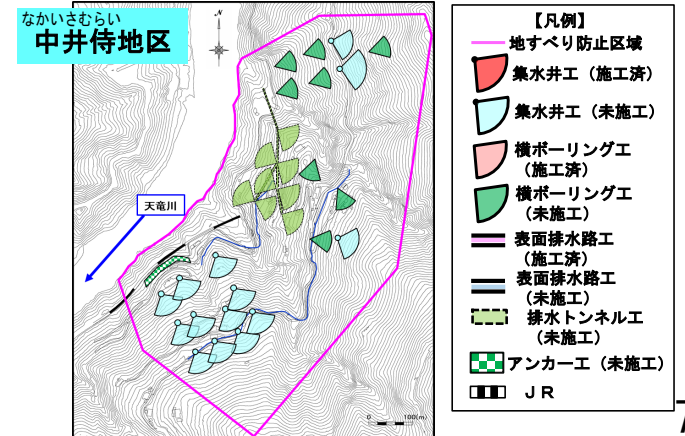 なかいさむらい
中井侍地区
N
天竜川
0 100(m)
【凡例】
地すべり防止区域
集水井工（施工済）
集水井工（未施工）
横ボーリング工
（施工済）
横ボーリング工
（未施工）
表面排水路工
（施工済）
表面排水路工
（未施工）
排水トンネル工
（未施工）
アンカー工（未施工）
ＪＲ